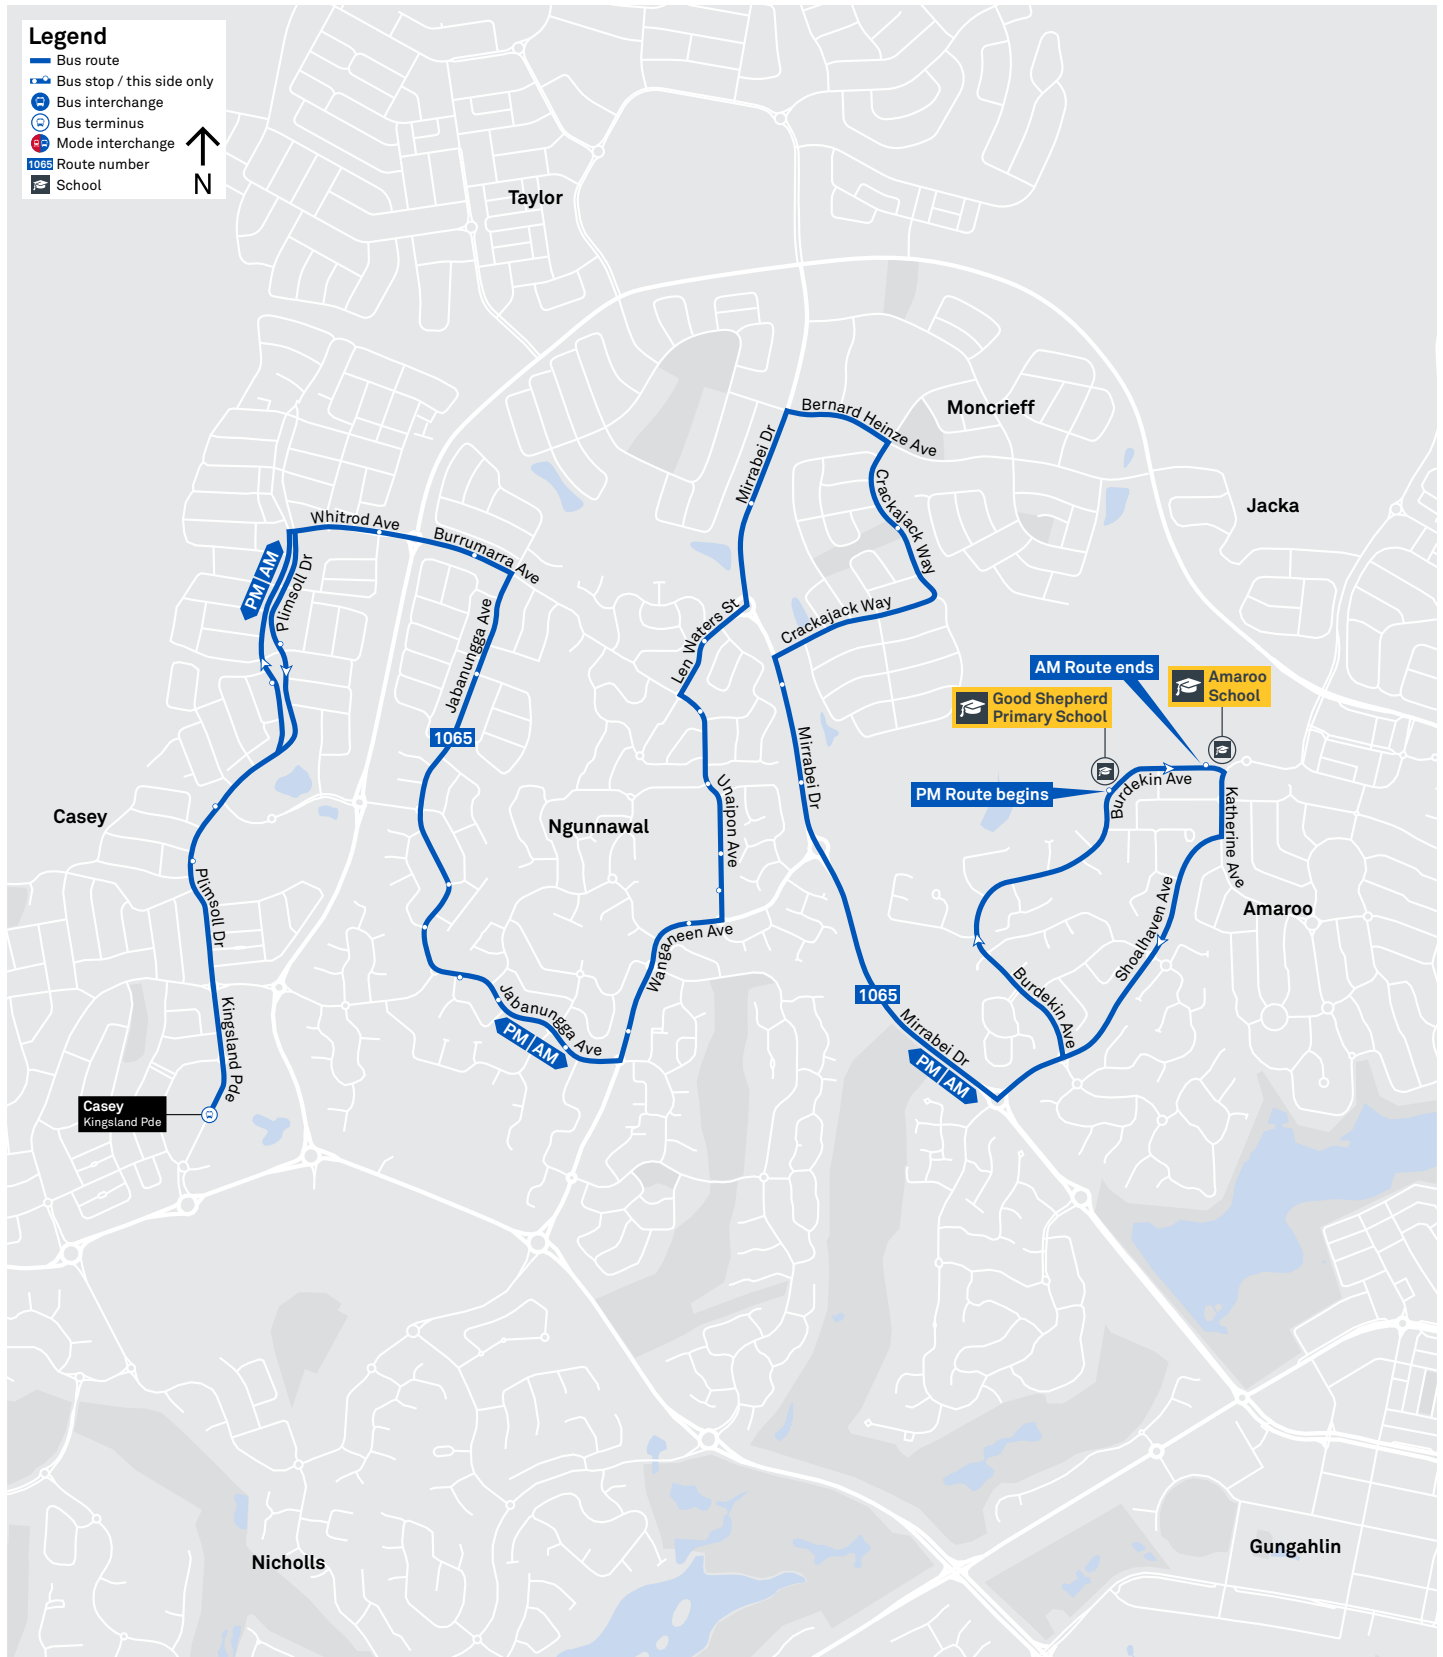 Legend
Bus route
Bus stop / this side only
Bus interchange
Bus terminus
Mode interchange
1065 Route number
School
N
Taylor
Bernard Heinze Ave
Moncrieff
Mirrabei Dr
Crackajack Way
Jacka
Whitrod Ave
Burrumarra Ave
PM | AM
Plimsoll Dr
Jabanungga Ave
Len Waters St
Crackajack Way
AM Route ends
Amaroo
School
Good Shepherd
Primary School
1065
Mirrabei Dr
Burdekin Ave
PM Route begins
Unaipon Ave
Katherine Ave
Casey
Ngunnawal
Plimsoll Dr
Amaroo
Shoalhaven Ave
Wanganeen Ave
1065
Burdekin Ave
Jabanungga Ave
PM | AM
Kingsland Pde
Mirrabei Dr
PM | AM
Casey
Kingsland Pde
Gungahlin
Nicholls